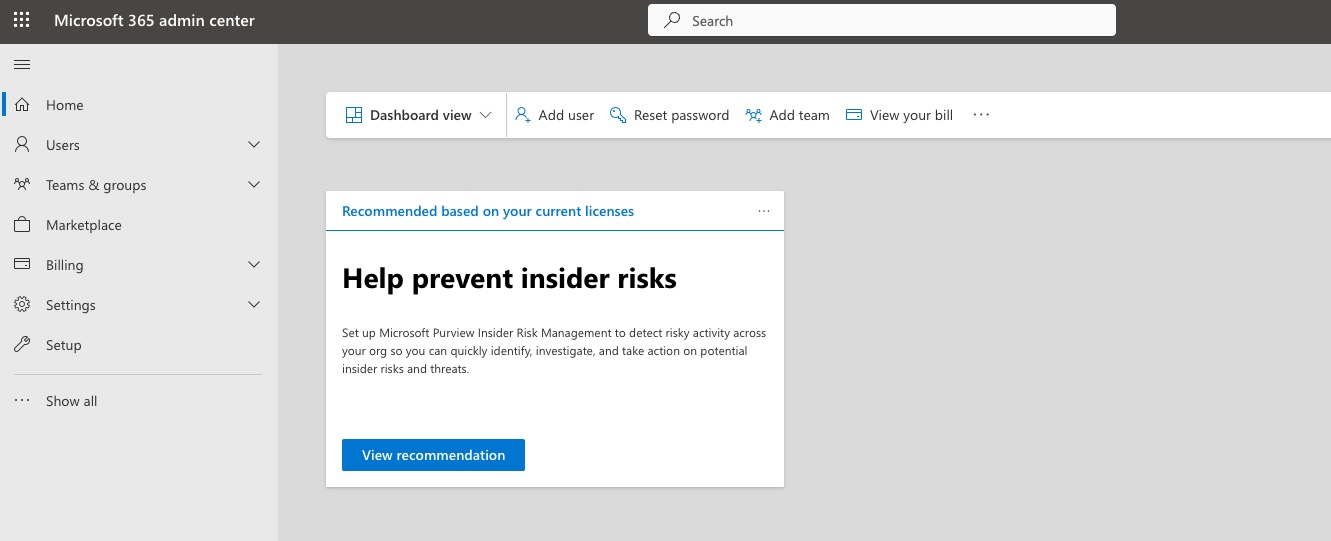 Microsoft 365 admin center
Search
Home
Users
Teams & groups
Marketplace
Billing
Settings
Setup
Show all
Dashboard view
Add user
Reset password
Add team
View your bill
Recommended based on your current licenses
Help prevent insider risks
Set up Microsoft Purview Insider Risk Management to detect risky activity across
your org so you can quickly identify, investigate, and take action on potential
insider risks and threats.
View recommendation